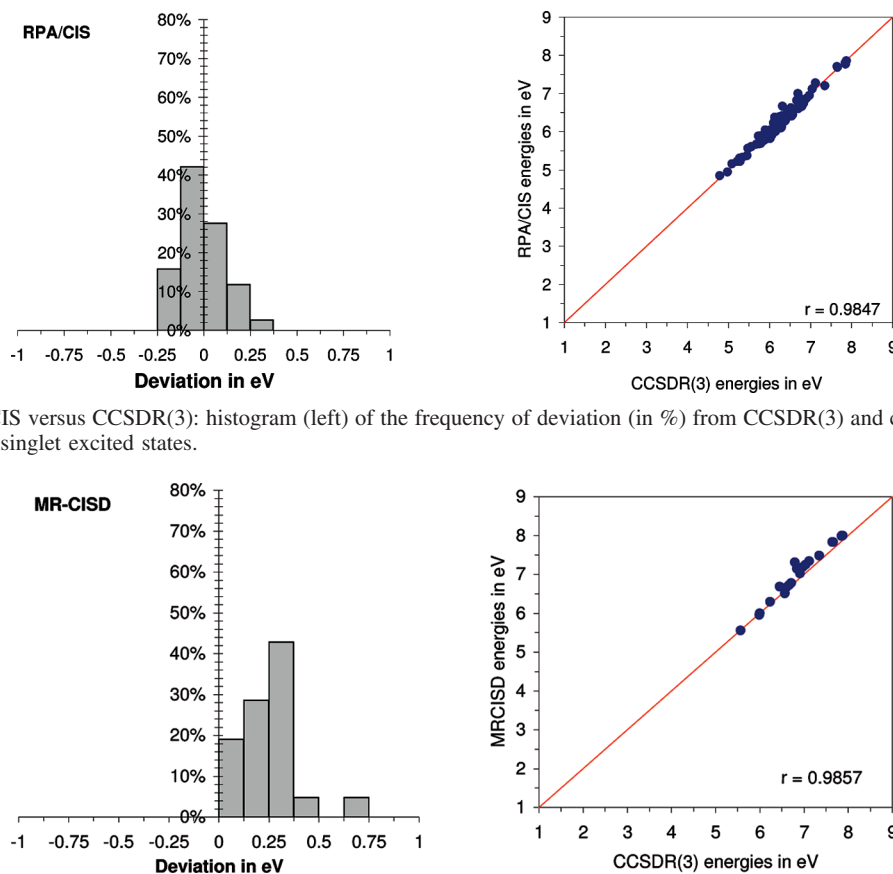 RPA/CIS
80%
70%
60%
50%
40%
30%
20%
10%
0%
-1 -0.75 -0.5 -0.25 0 0.25 0.5 0.75 1
Deviation in eV
9
8
7
6
5
4
3
2
1
RPA/CIS energies in eV
r = 0.9847
1 2 3 4 5 6 7 8 9
CCSDR(3) energies in eV
CIS versus CCSDR(3): histogram (left) of the frequency of deviation (in %) from CCSDR(3) and
singlet excited states.
MR-CISD
80%
70%
60%
50%
40%
30%
20%
10%
0%
-1 -0.75 -0.5 -0.25 0 0.25 0.5 0.75 1
Deviation in eV
9
8
7
6
5
4
3
2
1
MRCISD energies in eV
r = 0.9857
1 2 3 4 5 6 7 8 9
CCSDR(3) energies in eV